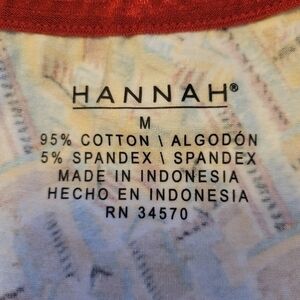 HANNAH®
M
95% COTTON \ ALGODÓN
5% SPANDEX \ SPANDEX
MADE IN INDONESIA
HECHO EN INDONESIA
RN 34570